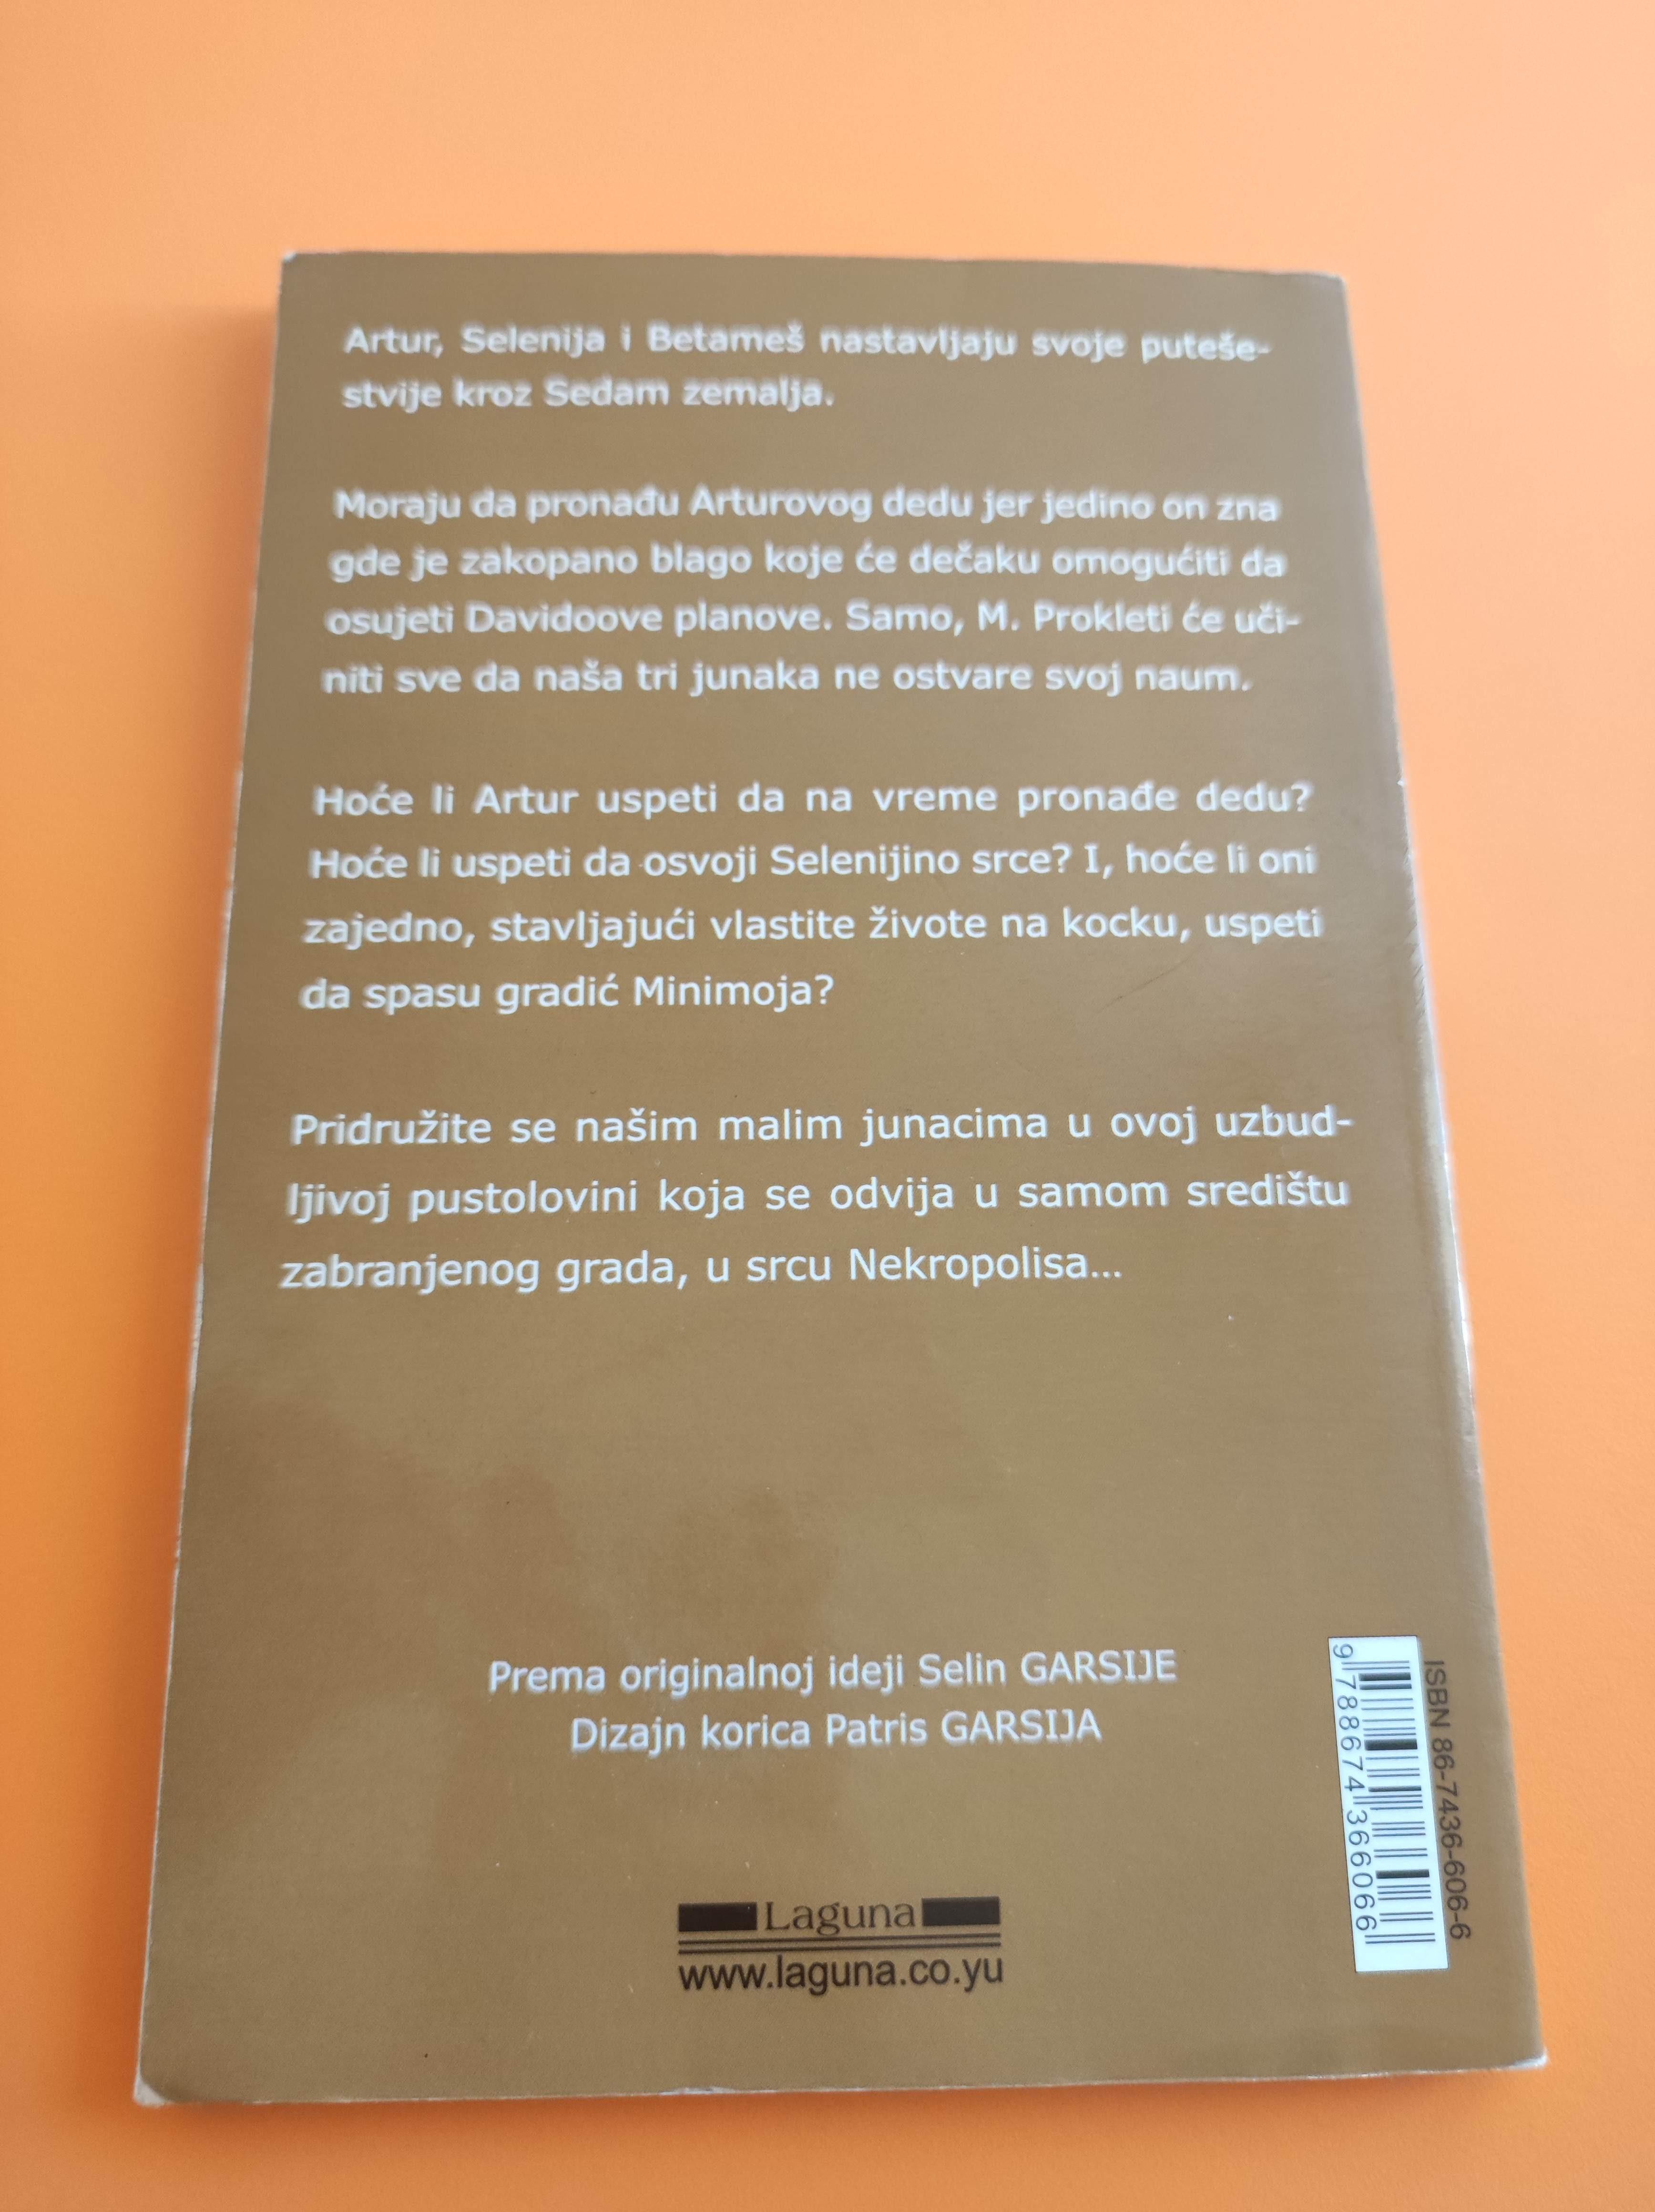 Artur, Selenija i Betameš nastavljaju svoje puteše-
stvije kroz Sedam zemalja.
Moraju da pronađu Arturovog dedu jer jedino on zna
gde je zakopano blago koje će dečaku omogućiti da
osujeti Davidoove planove. Samo, M. Prokleti će uči-
niti sve da naša tri junaka ne ostvare svoj naum.
Hoće li Artur uspeti da na vreme pronađe dedu?
Hoće li uspeti da osvoji Selenijino srce? I, hoće li oni
zajedno, stavljajući vlastite živote na kocku, uspeti
da spasu gradić Minimoja?
Pridružite se našim malim junacima u ovoj uzbud-
ljivoj pustolovini koja se odvija u samom središtu
zabranjenog grada, u srcu Nekropolisa...
Prema originalnoj ideji Selin GARSIJE
Dizajn korica Patris GARSIJA
ISBN 86-7436-606-6
9 788674 366066
Laguna
www.laguna.co.yu